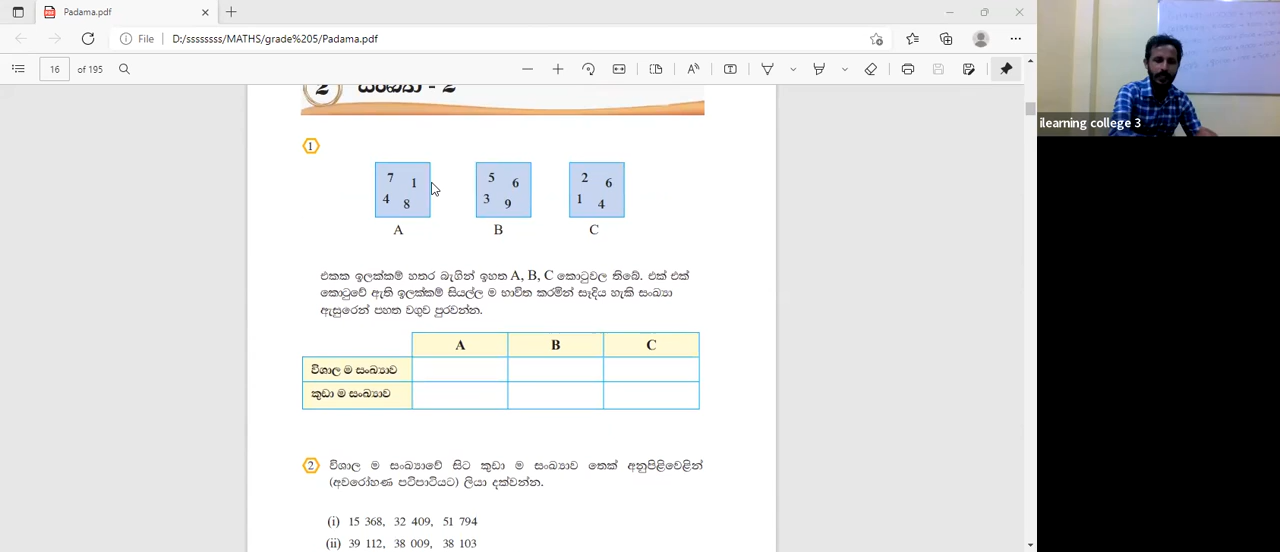 Padama.pdf
File D:/ssssssss/MATHS/grade%205/Padama.pdf
16 of 195
ilearning college 3
2 සංඛ්‍යා - 2
1
7 1
4 8
A
5 6
3 9
B
2 6
1 4
C
එකක ඉලක්කම් හතර බැගින් ඉහත A, B, C කොටුවල තිබේ. එක් එක්
කොටුවේ ඇති ඉලක්කම් සියල්ල ම භාවිත කරමින් සෑදිය හැකි සංඛ්‍යා
ඇසුරෙන් පහත වගුව පුරවන්න.
A B C
විශාල ම සංඛ්‍යාව
කුඩා ම සංඛ්‍යාව
2 විශාල ම සංඛ්‍යාවේ සිට කුඩා ම සංඛ්‍යාව තෙක් අනුපිළිවෙළින්
(අවරෝහණ පටිපාටියට) ලියා දක්වන්න.
(i) 15 368, 32 409, 51 794
(ii) 39 112, 38 009, 38 103